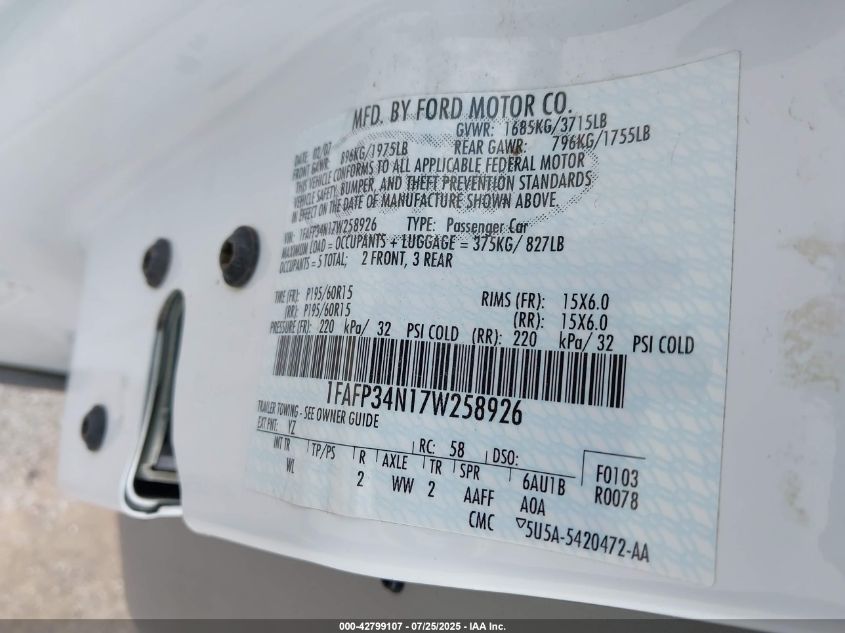 MFD. BY FORD MOTOR CO.
DATE: 02/07 GVWR: 1685KG/3715LB
FRONT GAWR: 896KG/1975LB REAR GAWR: 796KG/1755LB
THIS VEHICLE CONFORMS TO ALL APPLICABLE FEDERAL MOTOR
VEHICLE SAFETY, BUMPER, AND THEFT PREVENTION STANDARDS
IN EFFECT ON THE DATE OF MANUFACTURE SHOWN ABOVE.
VIN: 1FAFP34N17W258926 TYPE: Passenger Car
MAXIMUM LOAD = OCCUPANTS + LUGGAGE = 375KG/ 827LB
OCCUPANTS = 5 TOTAL; 2 FRONT, 3 REAR
TIRE (FR): P195/60R15 RIMS (FR): 15X6.0
(RR): P195/60R15 (RR): 15X6.0
PRESSURE (FR): 220 kPa/ 32 PSI COLD (RR): 220 kPa/ 32 PSI COLD
1FAFP34N17W258926
TRAILER TOWING - SEE OWNER GUIDE
EXT PNT: YZ RC: 58 DSO: F0103
INT TR TP/PS R AXLE TR SPR 6AU1B R0078
WL 2 WW 2 AAFF AOA
CMC ▽5U5A-5420472-AA
000-42799107 - 07/25/2025 - IAA Inc.